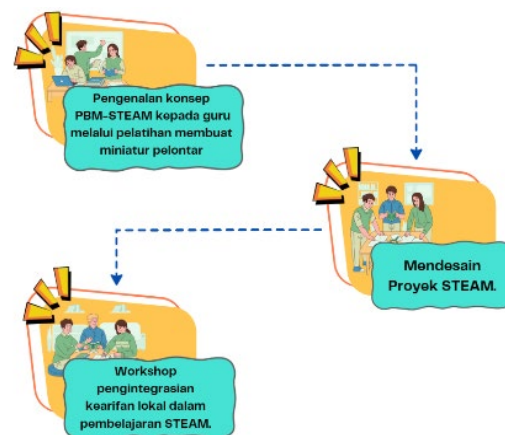 Pengenalan konsep
PBM-STEAM kepada guru
melalui pelatihan membuat
miniatur pelontar
Mendesain
Proyek STEAM.
Workshop
pengintegrasian
kearifan lokal dalam
pembelajaran STEAM.